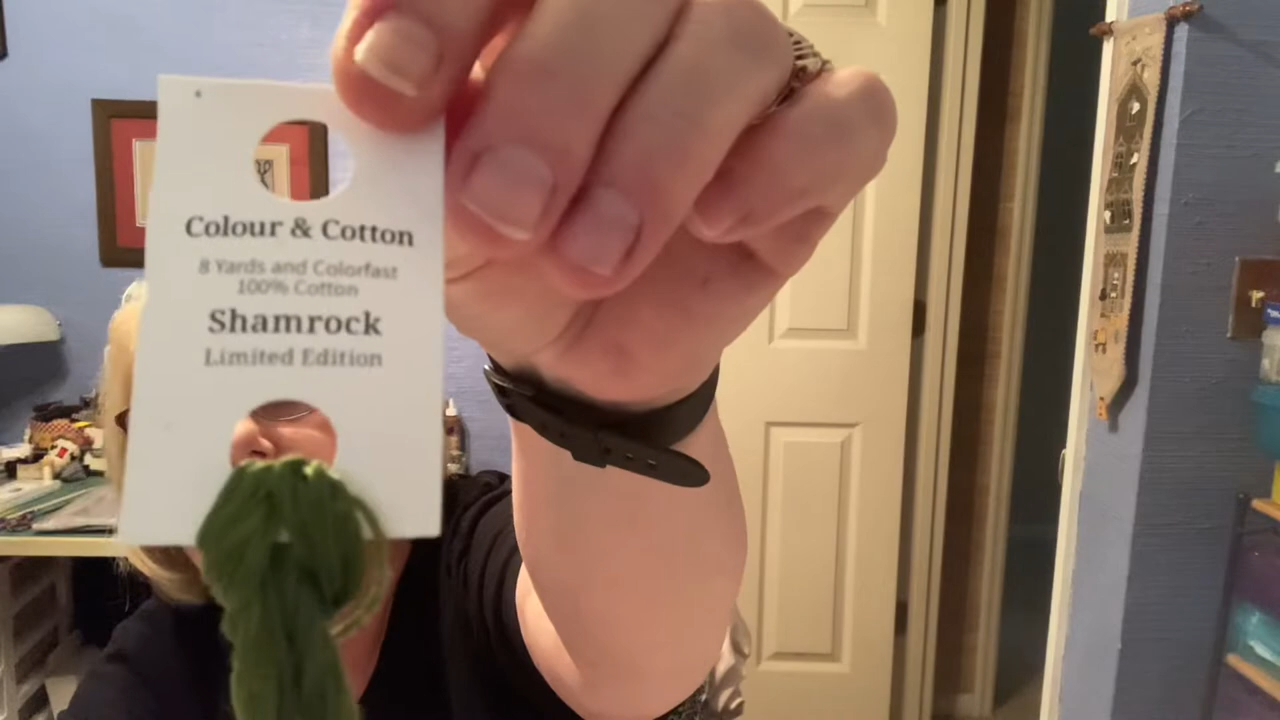 Colour & Cotton
8 Yards and Colorfast
100% Cotton
Shamrock
Limited Edition